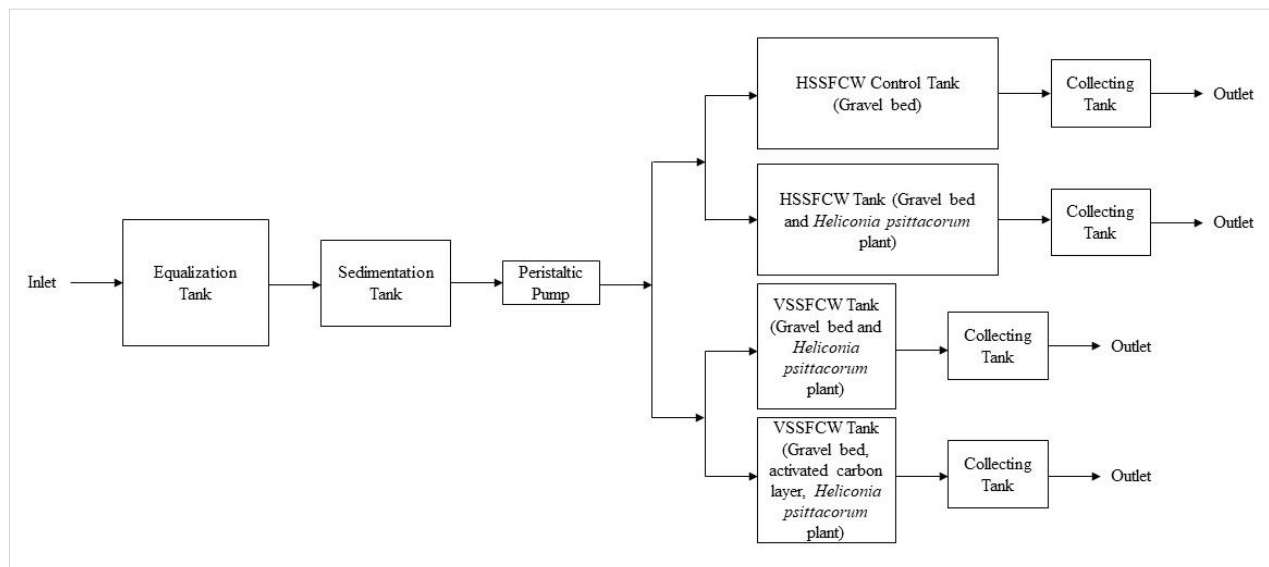 Inlet
Equalization
Tank
Sedimentation
Tank
Peristaltic
Pump
HSSFCW Control Tank
(Gravel bed)
Collecting
Tank
Outlet
HSSFCW Tank (Gravel bed
and Heliconia psittacorum
plant)
Collecting
Tank
Outlet
VSSFCW Tank
(Gravel bed and
Heliconia
psittacorum
plant)
Collecting
Tank
Outlet
VSSFCW Tank
(Gravel bed,
activated carbon
layer, Heliconia
psittacorum
plant)
Collecting
Tank
Outlet